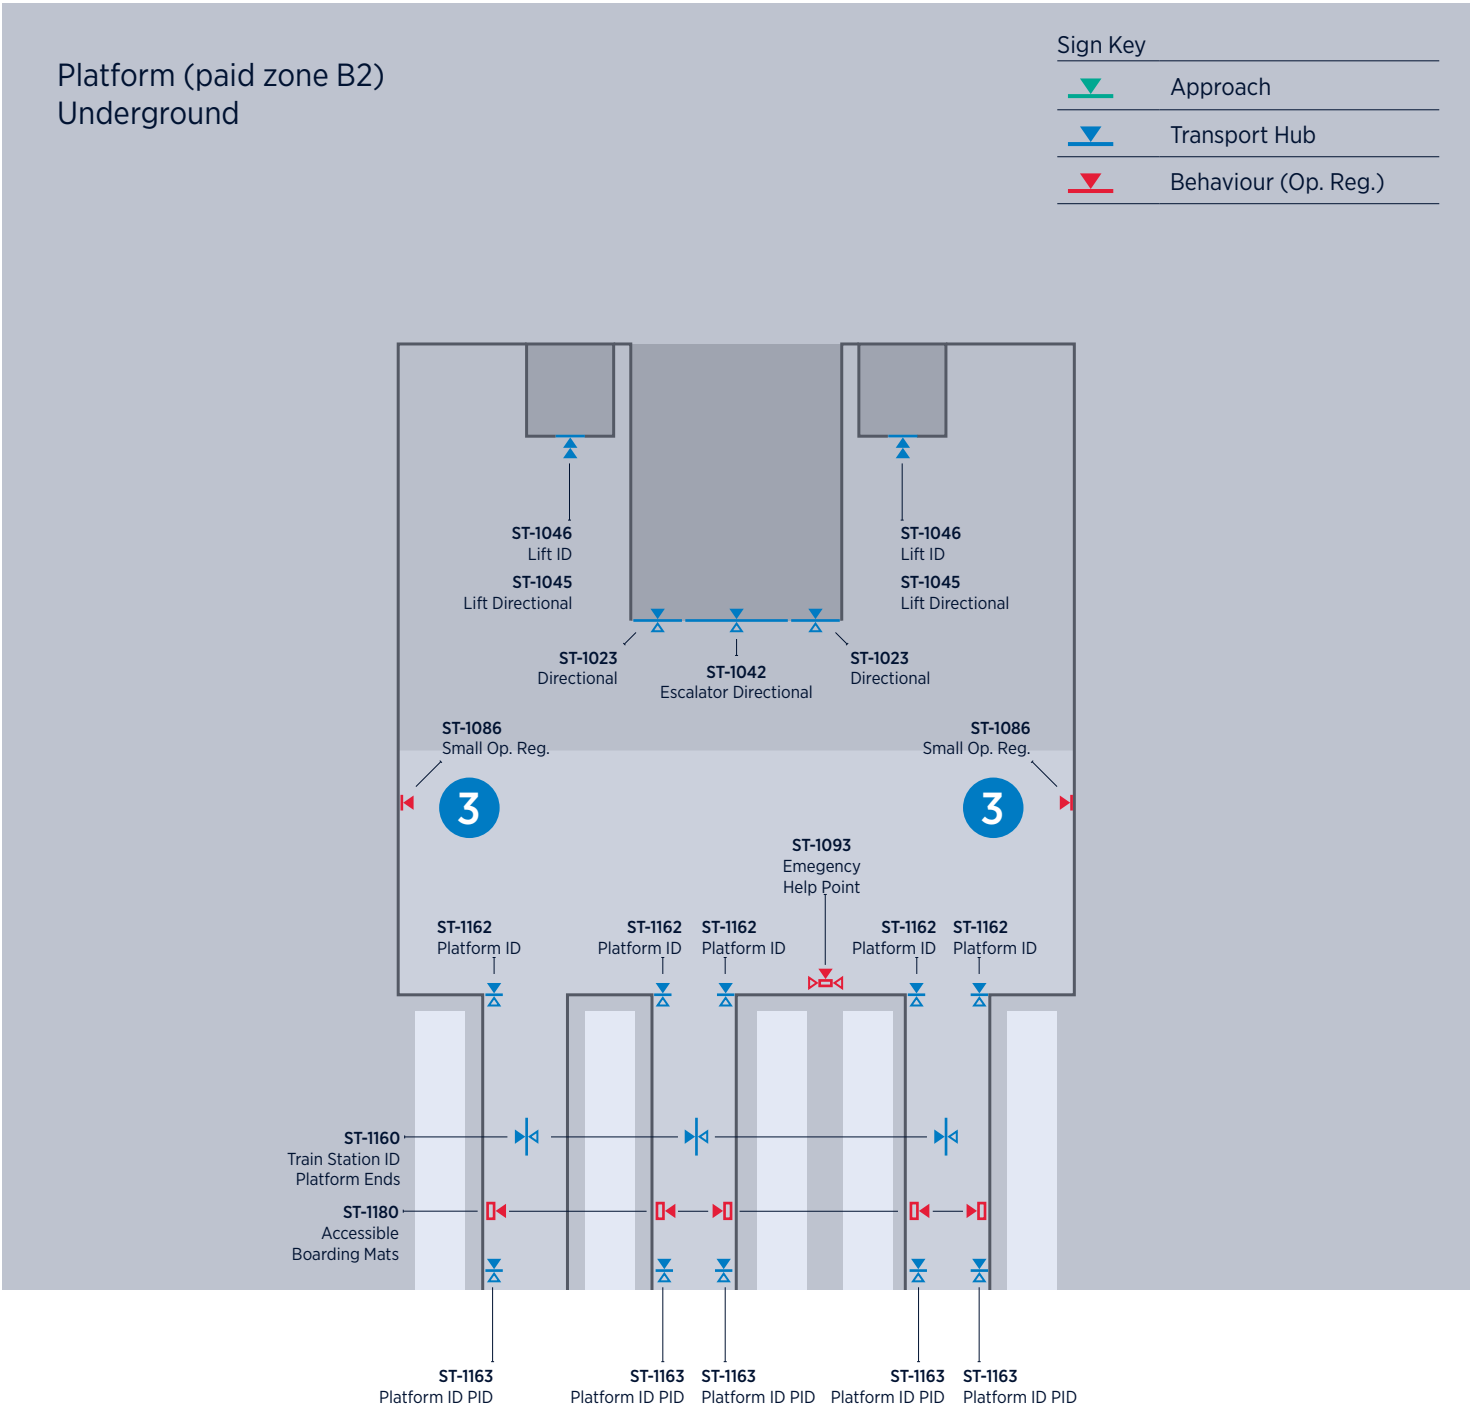 Platform (paid zone B2)
Underground
Sign Key
Approach
Transport Hub
Behaviour (Op. Reg.)
ST-1046
Lift ID
ST-1045
Lift Directional
ST-1046
Lift ID
ST-1045
Lift Directional
ST-1023
Directional
ST-1042
Escalator Directional
ST-1023
Directional
ST-1086
Small Op. Reg.
ST-1086
Small Op. Reg.
3
3
ST-1093
Emegency
Help Point
ST-1162
Platform ID
ST-1162
Platform ID
ST-1162
Platform ID
ST-1162
Platform ID
ST-1162
Platform ID
ST-1160
Train Station ID
Platform Ends
ST-1180
Accessible
Boarding Mats
ST-1163
Platform ID PID
ST-1163
Platform ID PID
ST-1163
Platform ID PID
ST-1163
Platform ID PID
ST-1163
Platform ID PID